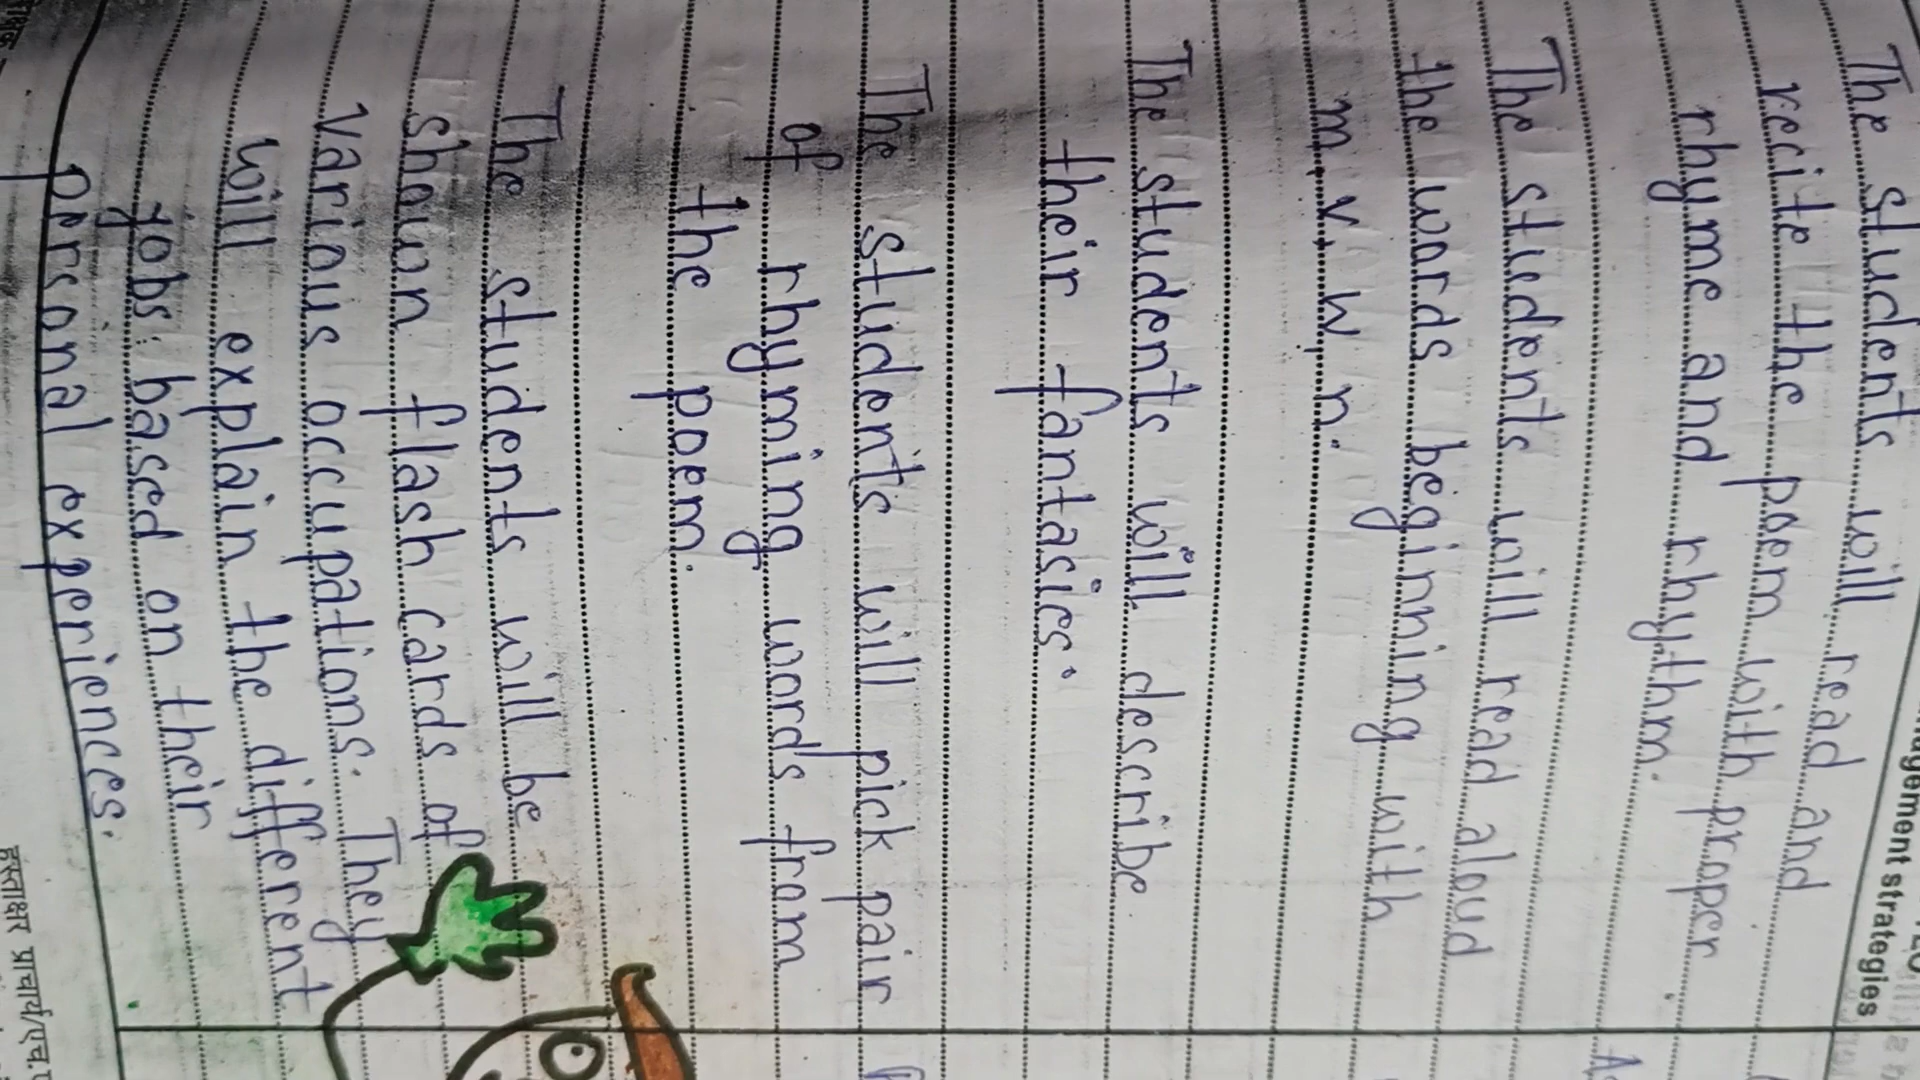 agement strategies
The students will read and
recite the poem with proper
rhyme and rhythm.
The students will read aloud
the words beginning with
m, v, w, n.
The students will describe
their fantasies.
The students will pick pair
of rhyming words from
the poem.
The students will be
shown flash cards of
various occupations. They
will explain the different
jobs based on their
personal experiences.
हस्ताक्षर प्राचार्य/एच.